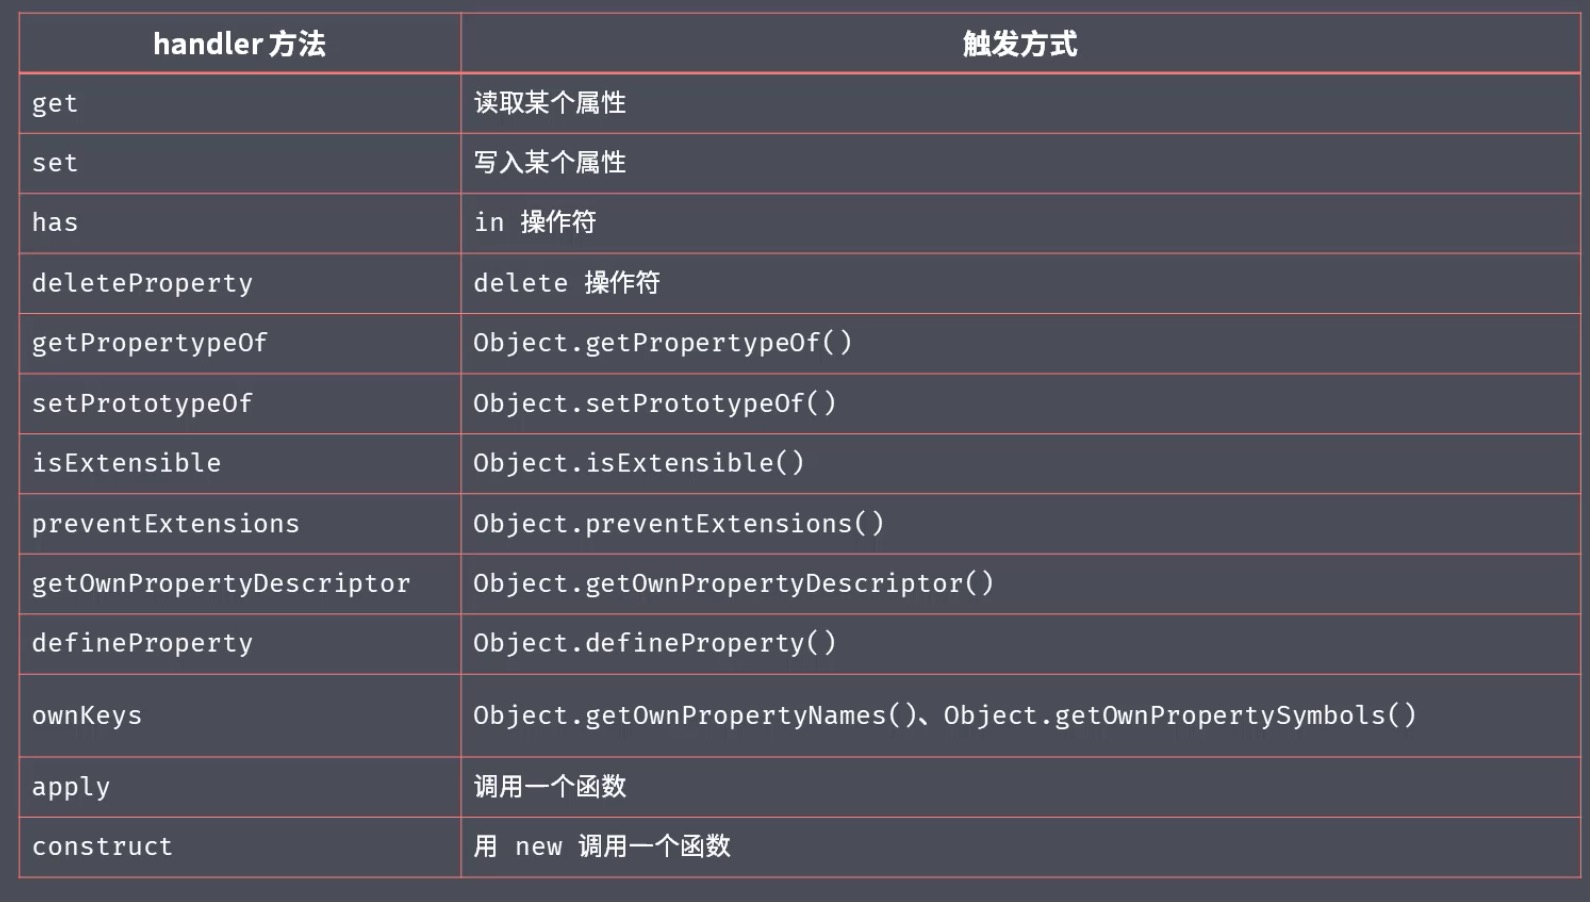 handler 方法 触发方式
get 读取某个属性
set 写入某个属性
has in 操作符
deleteProperty delete 操作符
getPropertypeOf Object.getPropertypeOf()
setPrototypeOf Object.setPrototypeOf()
isExtensible Object.isExtensible()
preventExtensions Object.preventExtensions()
getOwnPropertyDescriptor Object.getOwnPropertyDescriptor()
defineProperty Object.defineProperty()
ownKeys Object.getOwnPropertyNames()、Object.getOwnPropertySymbols()
apply 调用一个函数
construct 用 new 调用一个函数